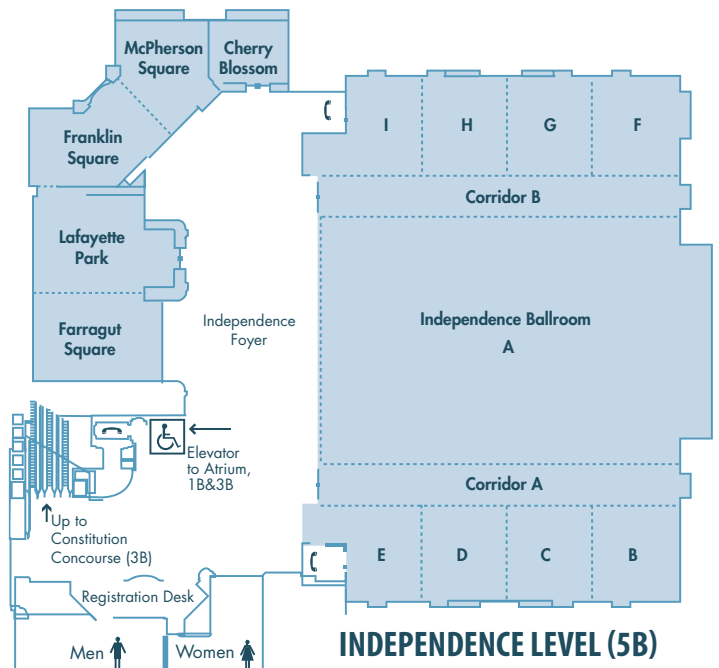 McPherson
Square
Cherry
Blossom
Franklin
Square
I
H
G
F
Corridor B
Lafayette
Park
Independence
Foyer
Independence Ballroom
A
Farragut
Square
Elevator
to Atrium,
1B&3B
Corridor A
Up to
Constitution
Concourse (3B)
E
D
C
B
Registration Desk
Men
Women
INDEPENDENCE LEVEL (5B)